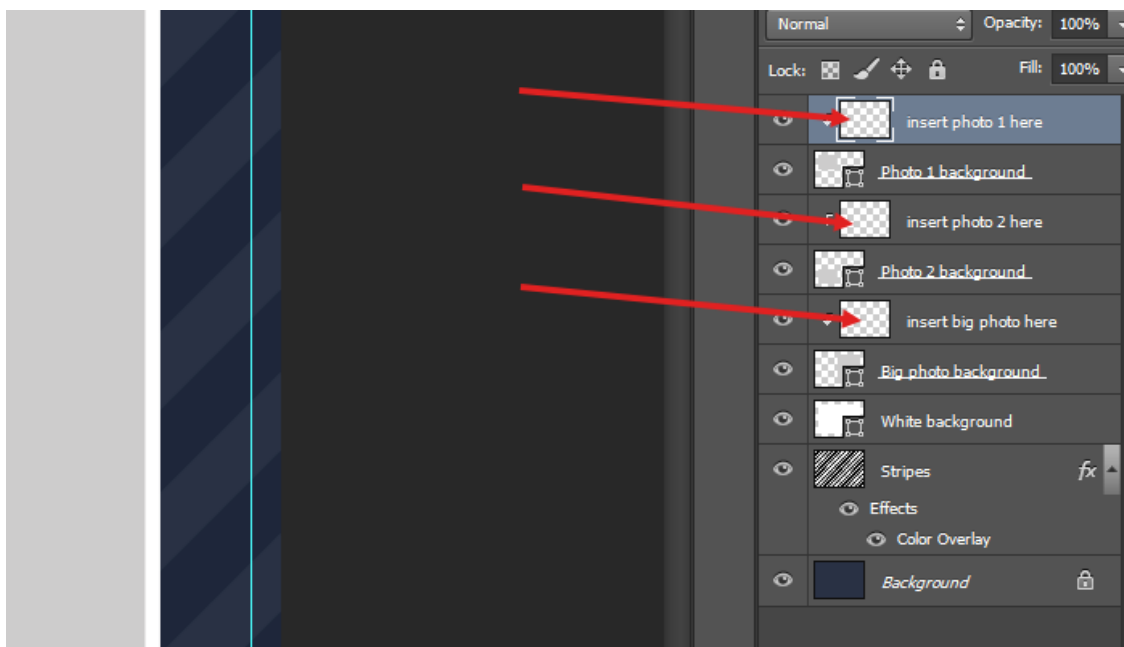 Normal Opacity: 100%
Lock: Fill: 100%
insert photo 1 here
Photo 1 background
insert photo 2 here
Photo 2 background
insert big photo here
Big photo background
White background
Stripes fx
Effects
Color Overlay
Background